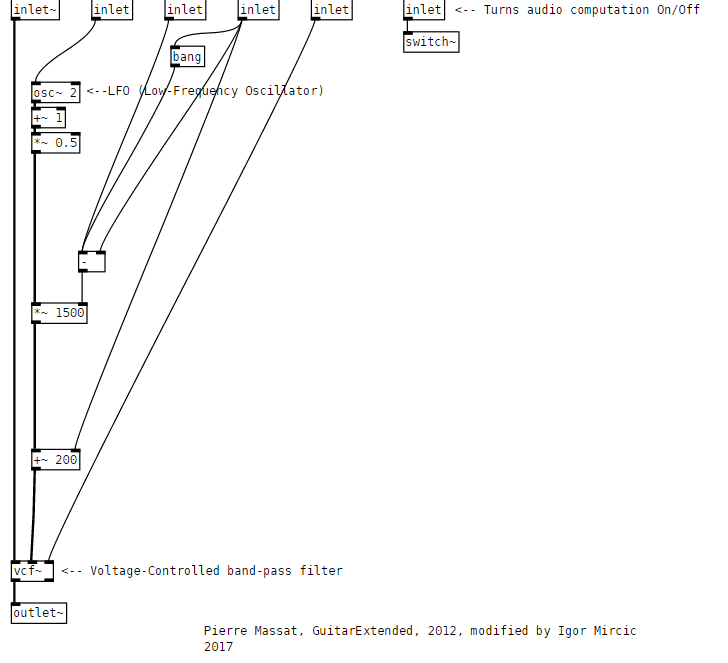 inlet~ inlet inlet inlet inlet inlet <-- Turns audio computation On/Off
switch~
bang
osc~ 2 <--LFO (Low-Frequency Oscillator)
+~ 1
*~ 0.5
-
*~ 1500
+~ 200
vcf~ <-- Voltage-Controlled band-pass filter
outlet~
Pierre Massat, GuitarExtended, 2012, modified by Igor Mircic
2017